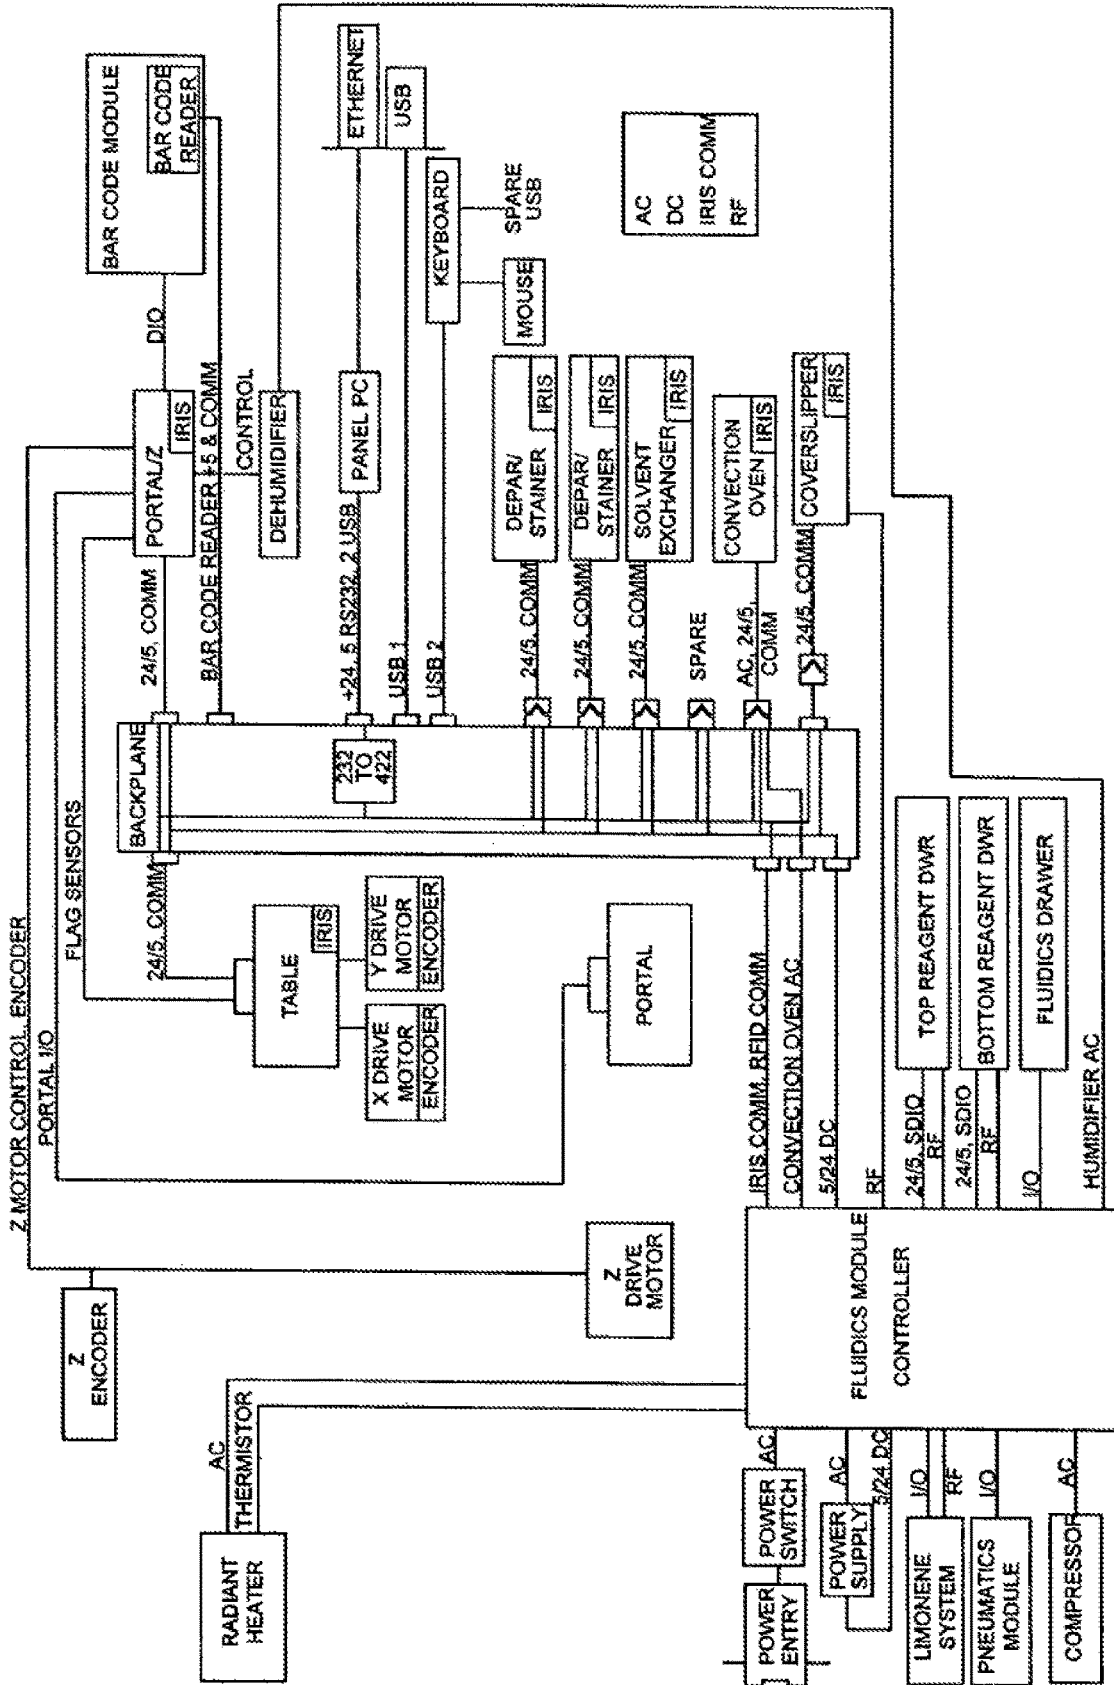 Z MOTOR CONTROL, ENCODER
PORTAL I/O
FLAG SENSORS
Z
ENCODER
Z
DRIVE
MOTOR
AC
THERMISTOR
RADIANT
HEATER
24/5, COMM
TABLE
IRIS
X DRIVE
MOTOR
ENCODER
Y DRIVE
MOTOR
ENCODER
PORTAL
BACKPLANE
232
TO
422
24/5, COMM
PORTAL/Z
IRIS
DIO
BAR CODE MODULE
BAR CODE
READER
BAR CODE READER +5 & COMM
CONTROL
DEHUMIDIFIER
+24, 5 RS232, 2 USB
PANEL PC
ETHERNET
USB 1
USB
USB 2
KEYBOARD
MOUSE
SPARE
USB
24/5, COMM
DEPAR/
STAINER
IRIS
24/5, COMM
DEPAR/
STAINER
IRIS
24/5, COMM
SOLVENT
EXCHANGER
IRIS
SPARE
AC, 24/5,
COMM
CONVECTION
OVEN
IRIS
24/5, COMM
COVERSLIPPER
IRIS
AC
DC
IRIS COMM
RF
IRIS COMM, RFID COMM
CONVECTION OVEN AC
5/24 DC
RF
24/5, SDIO
RF
TOP REAGENT DWR
24/5, SDIO
RF
BOTTOM REAGENT DWR
I/O
FLUIDICS DRAWER
HUMIDIFIER AC
FLUIDICS MODULE
CONTROLLER
POWER
ENTRY
POWER
SWITCH
AC
POWER
SUPPLY
AC
5/24 DC
LIMONENE
SYSTEM
I/O
RF
PNEUMATICS
MODULE
I/O
COMPRESSOR
AC